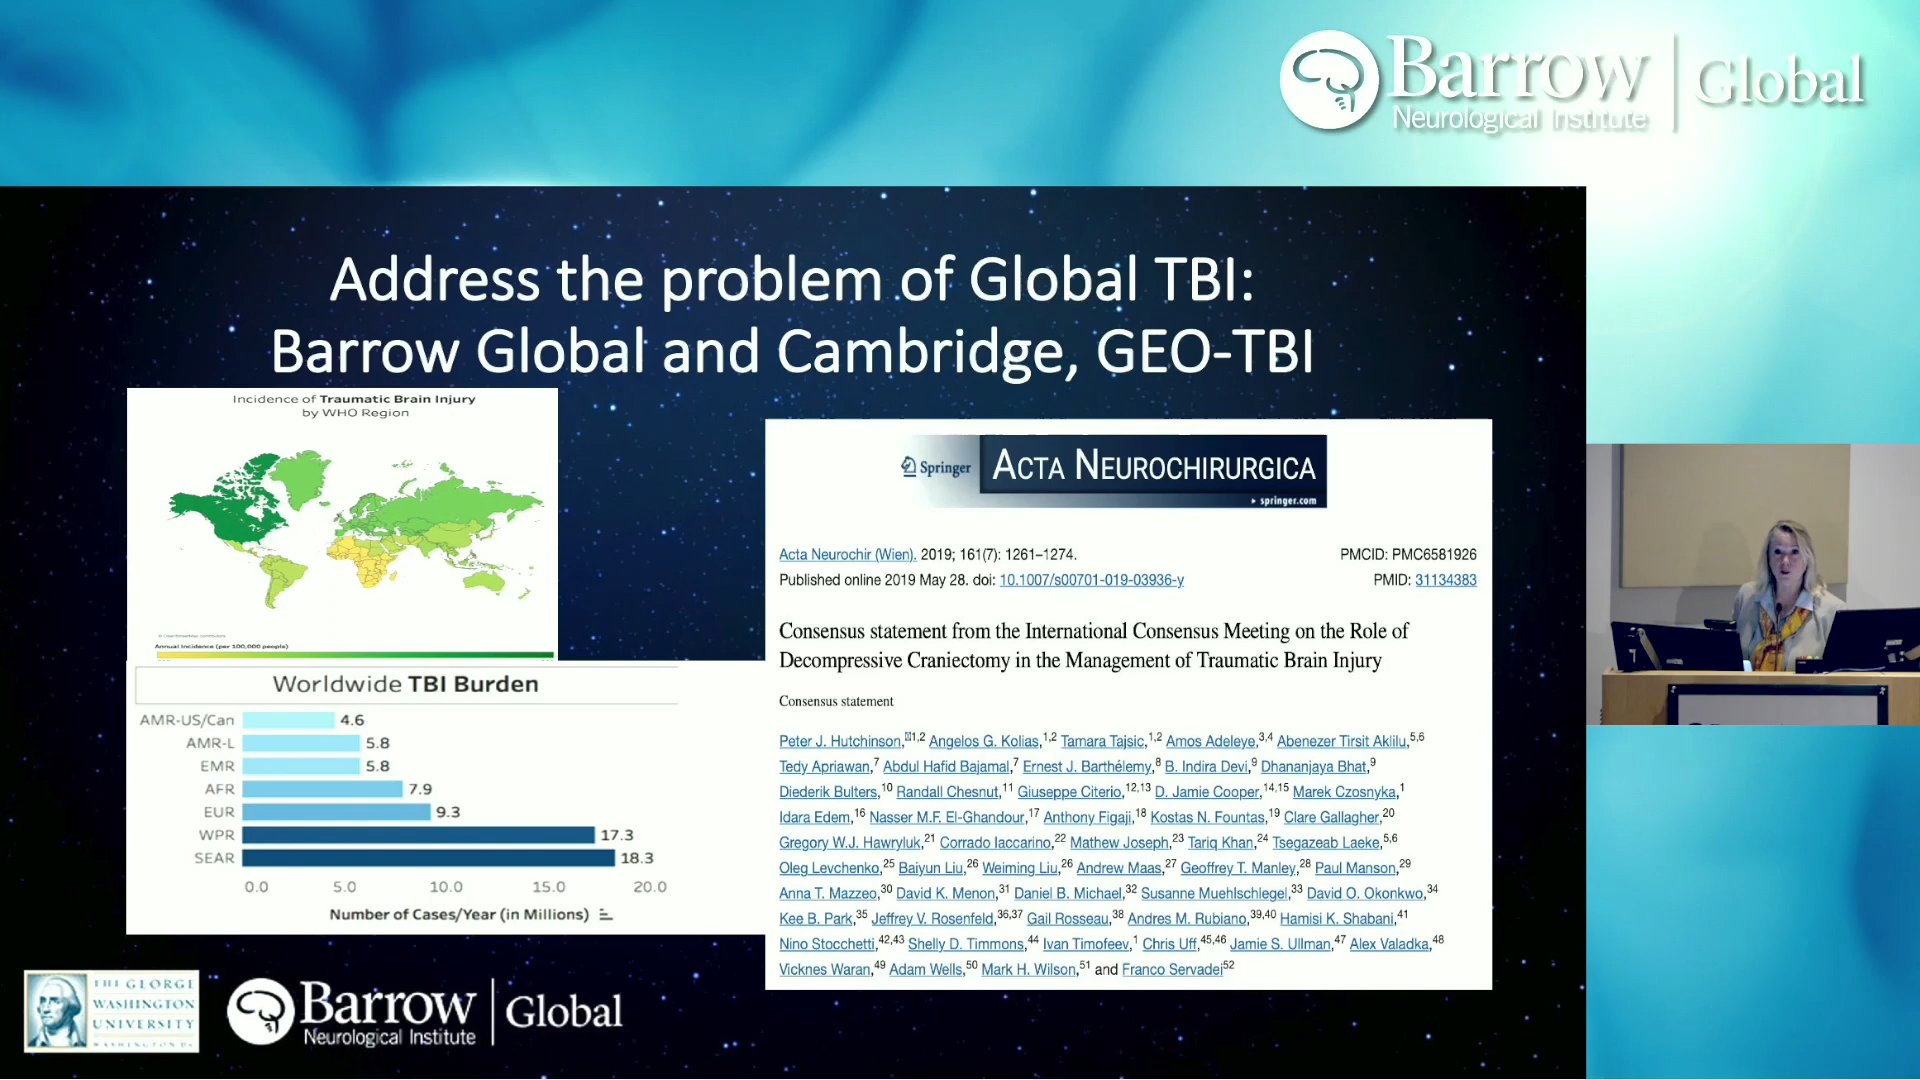 Barrow
Neurological Institute
Global
Address the problem of Global TBI:
Barrow Global and Cambridge, GEO-TBI
Incidence of Traumatic Brain Injury
by WHO Region
Annual Incidence (per 100,000 people)
Worldwide TBI Burden
AMR-US/Can 4.6
AMR-L 5.8
EMR 5.8
AFR 7.9
EUR 9.3
WPR 17.3
SEAR 18.3
0.0 5.0 10.0 15.0 20.0
Number of Cases/Year (in Millions)
Springer
ACTA NEUROCHIRURGICA
springer.com
Acta Neurochir (Wien). 2019; 161(7): 1261–1274. PMCID: PMC6581926
Published online 2019 May 28. doi: 10.1007/s00701-019-03936-y PMID: 31134383
Consensus statement from the International Consensus Meeting on the Role of
Decompressive Craniectomy in the Management of Traumatic Brain Injury
Consensus statement
Peter J. Hutchinson,1,2 Angelos G. Kolias,1,2 Tamara Tajsic,1,2 Amos Adeleye,3,4 Abenezer Tirsit Aklilu,5,6
Tedy Apriawan,7 Abdul Hafid Bajamal,7 Ernest J. Barthélemy,8 B. Indira Devi,9 Dhananjaya Bhat,9
Diederik Bulters,10 Randall Chesnut,11 Giuseppe Citerio,12,13 D. Jamie Cooper,14,15 Marek Czosnyka,1
Idara Edem,16 Nasser M.F. El-Ghandour,17 Anthony Figaji,18 Kostas N. Fountas,19 Clare Gallagher,20
Gregory W.J. Hawryluk,21 Corrado Iaccarino,22 Mathew Joseph,23 Tariq Khan,24 Tsegazeab Laeke,5,6
Oleg Levchenko,25 Baiyun Liu,26 Weiming Liu,26 Andrew Maas,27 Geoffrey T. Manley,28 Paul Manson,29
Anna T. Mazzeo,30 David K. Menon,31 Daniel B. Michael,32 Susanne Muehlschlegel,33 David O. Okonkwo,34
Kee B. Park,35 Jeffrey V. Rosenfeld,36,37 Gail Rosseau,38 Andres M. Rubiano,39,40 Hamisi K. Shabani,41
Nino Stocchetti,42,43 Shelly D. Timmons,44 Ivan Timofeev,1 Chris Uff,45,46 Jamie S. Ullman,47 Alex Valadka,48
Vicknes Waran,49 Adam Wells,50 Mark H. Wilson,51 and Franco Servadei52
THE GEORGE
WASHINGTON
UNIVERSITY
WASHINGTON DC
Barrow
Neurological Institute
Global